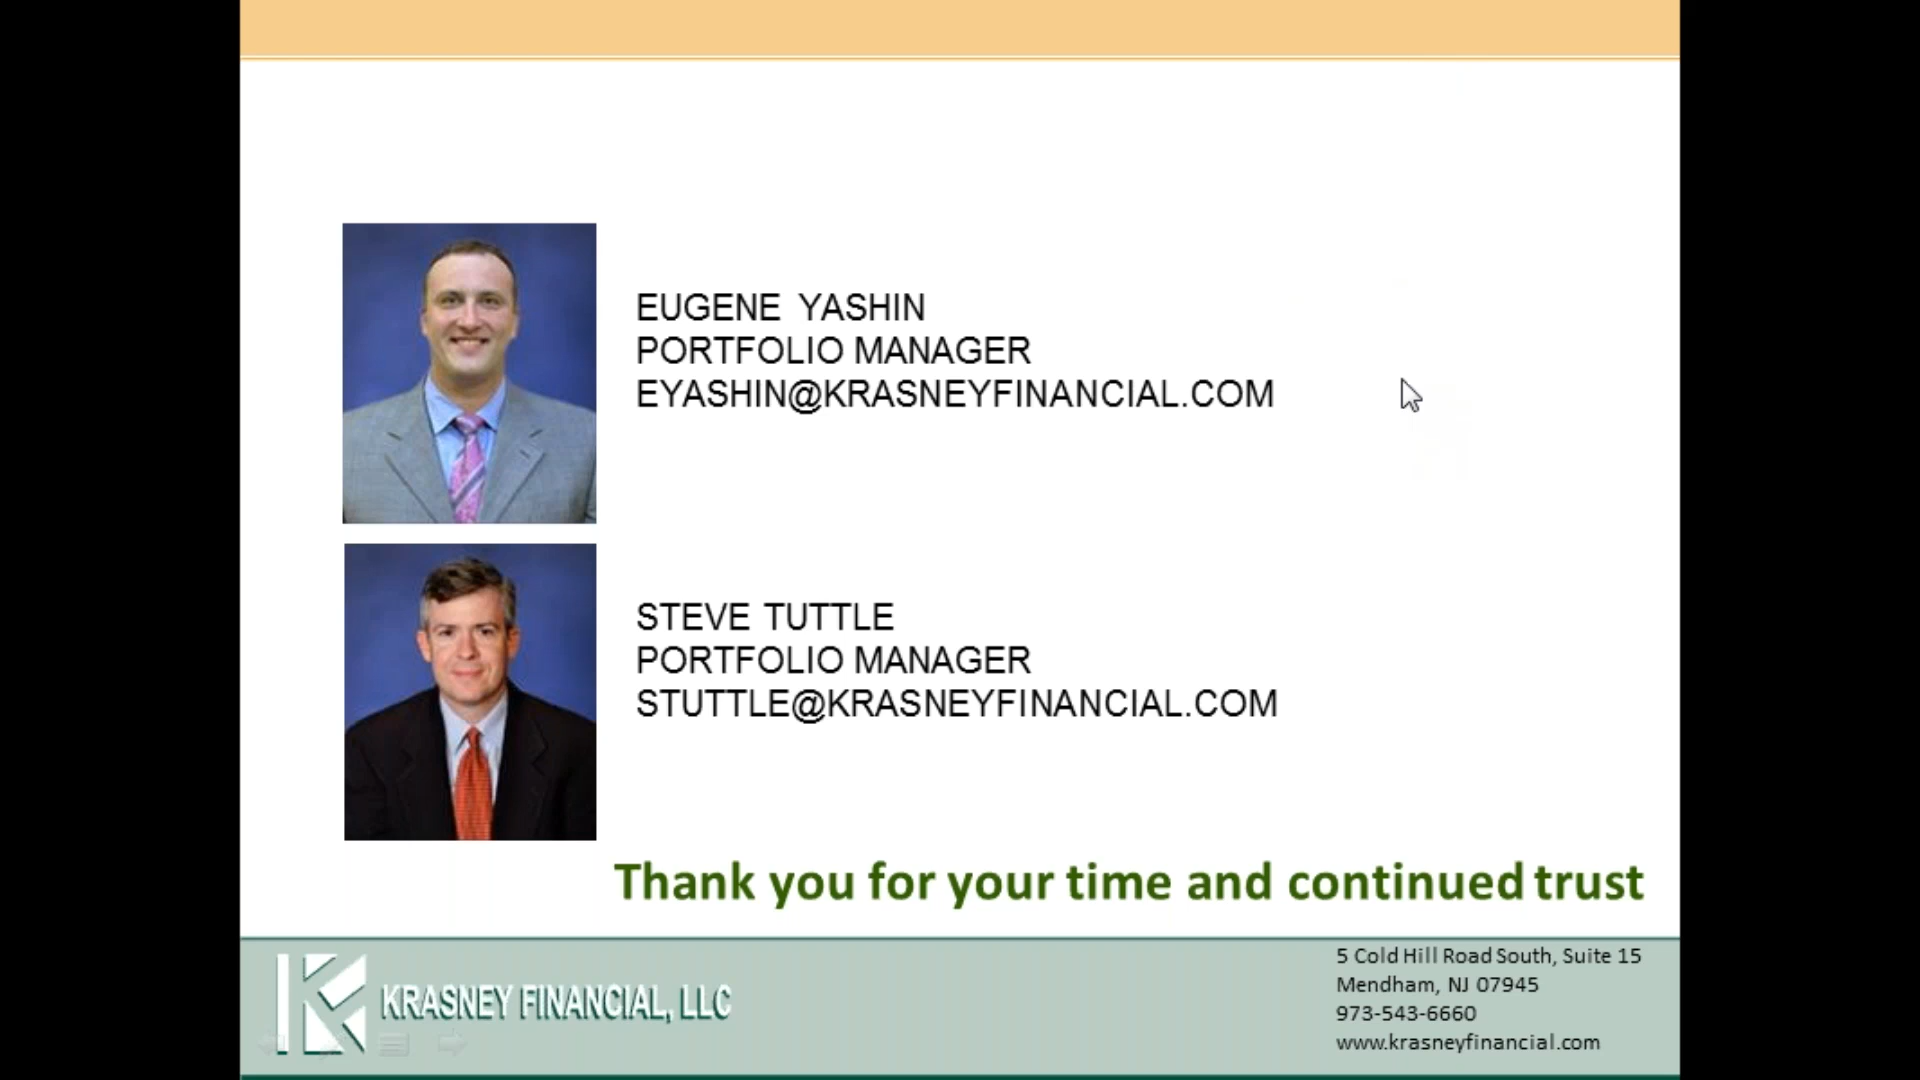 EUGENE YASHIN
PORTFOLIO MANAGER
EYASHIN@KRASNEYFINANCIAL.COM
STEVE TUTTLE
PORTFOLIO MANAGER
STUTTLE@KRASNEYFINANCIAL.COM
Thank you for your time and continued trust
KRASNEY FINANCIAL, LLC
5 Cold Hill Road South, Suite 15
Mendham, NJ 07945
973-543-6660
www.krasneyfinancial.com